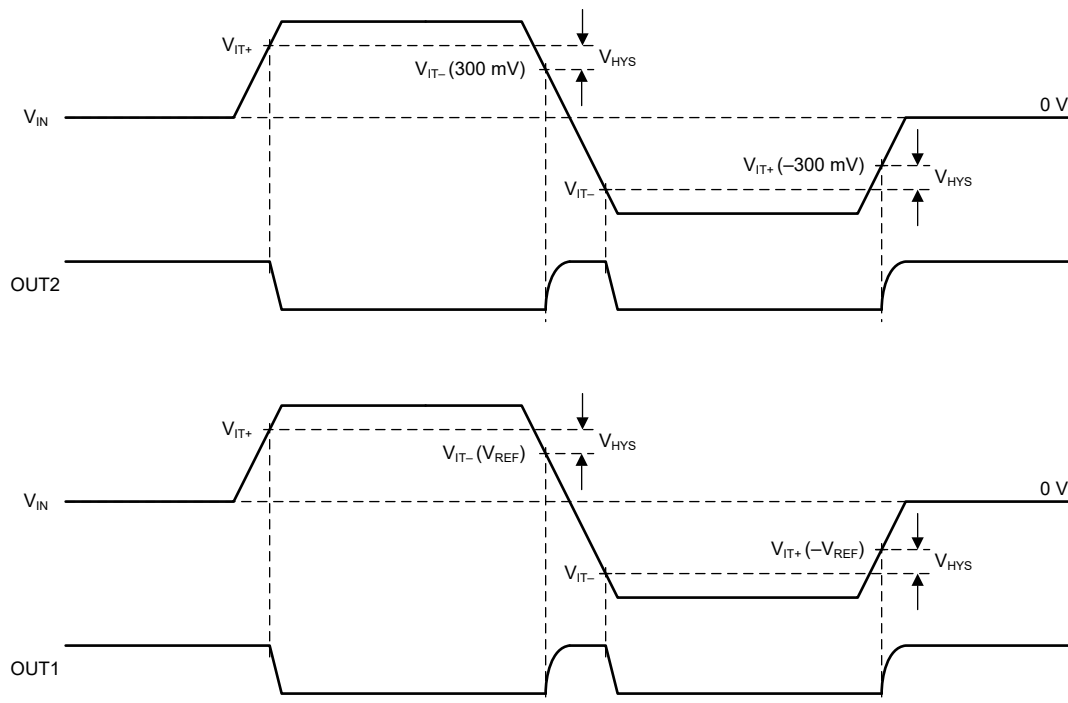 V_IT+
V_HYS
V_IT– (300 mV)
0 V
V_IN
V_IT+ (–300 mV)
V_HYS
V_IT–
OUT2
V_IT+
V_HYS
V_IT– (V_REF)
0 V
V_IN
V_IT+ (–V_REF)
V_HYS
V_IT–
OUT1